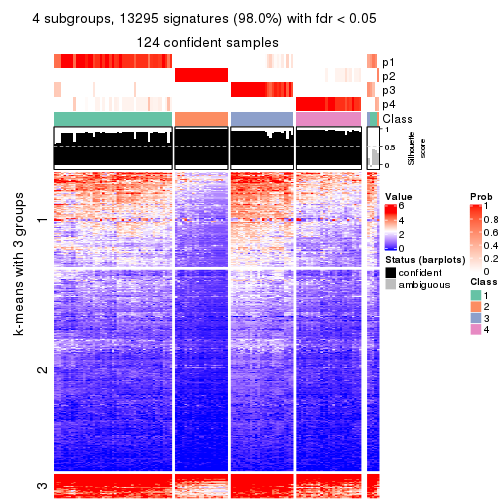 4 subgroups, 13295 signatures (98.0%) with fdr < 0.05
124 confident samples
p1
p2
p3
p4
Class
1
0.5
0
Silhouette
score
k-means with 3 groups
1
2
3
Value
6
4
2
0
Status (barplots)
confident
ambiguous
Prob
1
0.8
0.6
0.4
0.2
0
Class
1
2
3
4